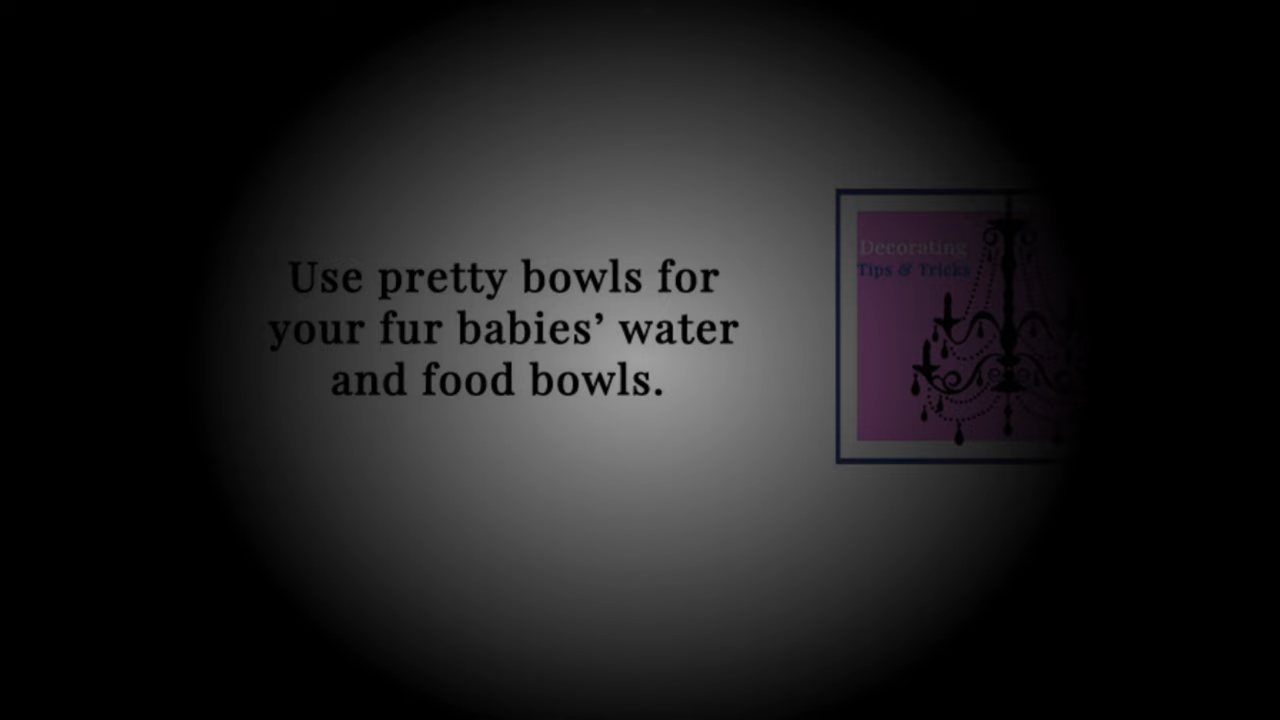 Use pretty bowls for
your fur babies’ water
and food bowls.
Decorating
Tips & Tricks